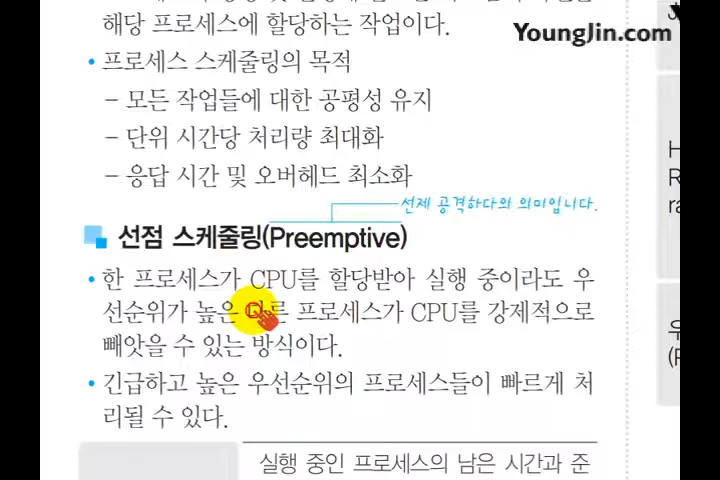 해당 프로세스에 할당하는 작업이다.
YoungJin.com
• 프로세스 스케줄링의 목적
– 모든 작업들에 대한 공평성 유지
– 단위 시간당 처리량 최대화
– 응답 시간 및 오버헤드 최소화
선제 공격하다의 의미입니다.
선점 스케줄링(Preemptive)
• 한 프로세스가 CPU를 할당받아 실행 중이라도 우
선순위가 높은 다른 프로세스가 CPU를 강제적으로
빼앗을 수 있는 방식이다.
• 긴급하고 높은 우선순위의 프로세스들이 빠르게 처
리될 수 있다.
실행 중인 프로세스의 남은 시간과 준